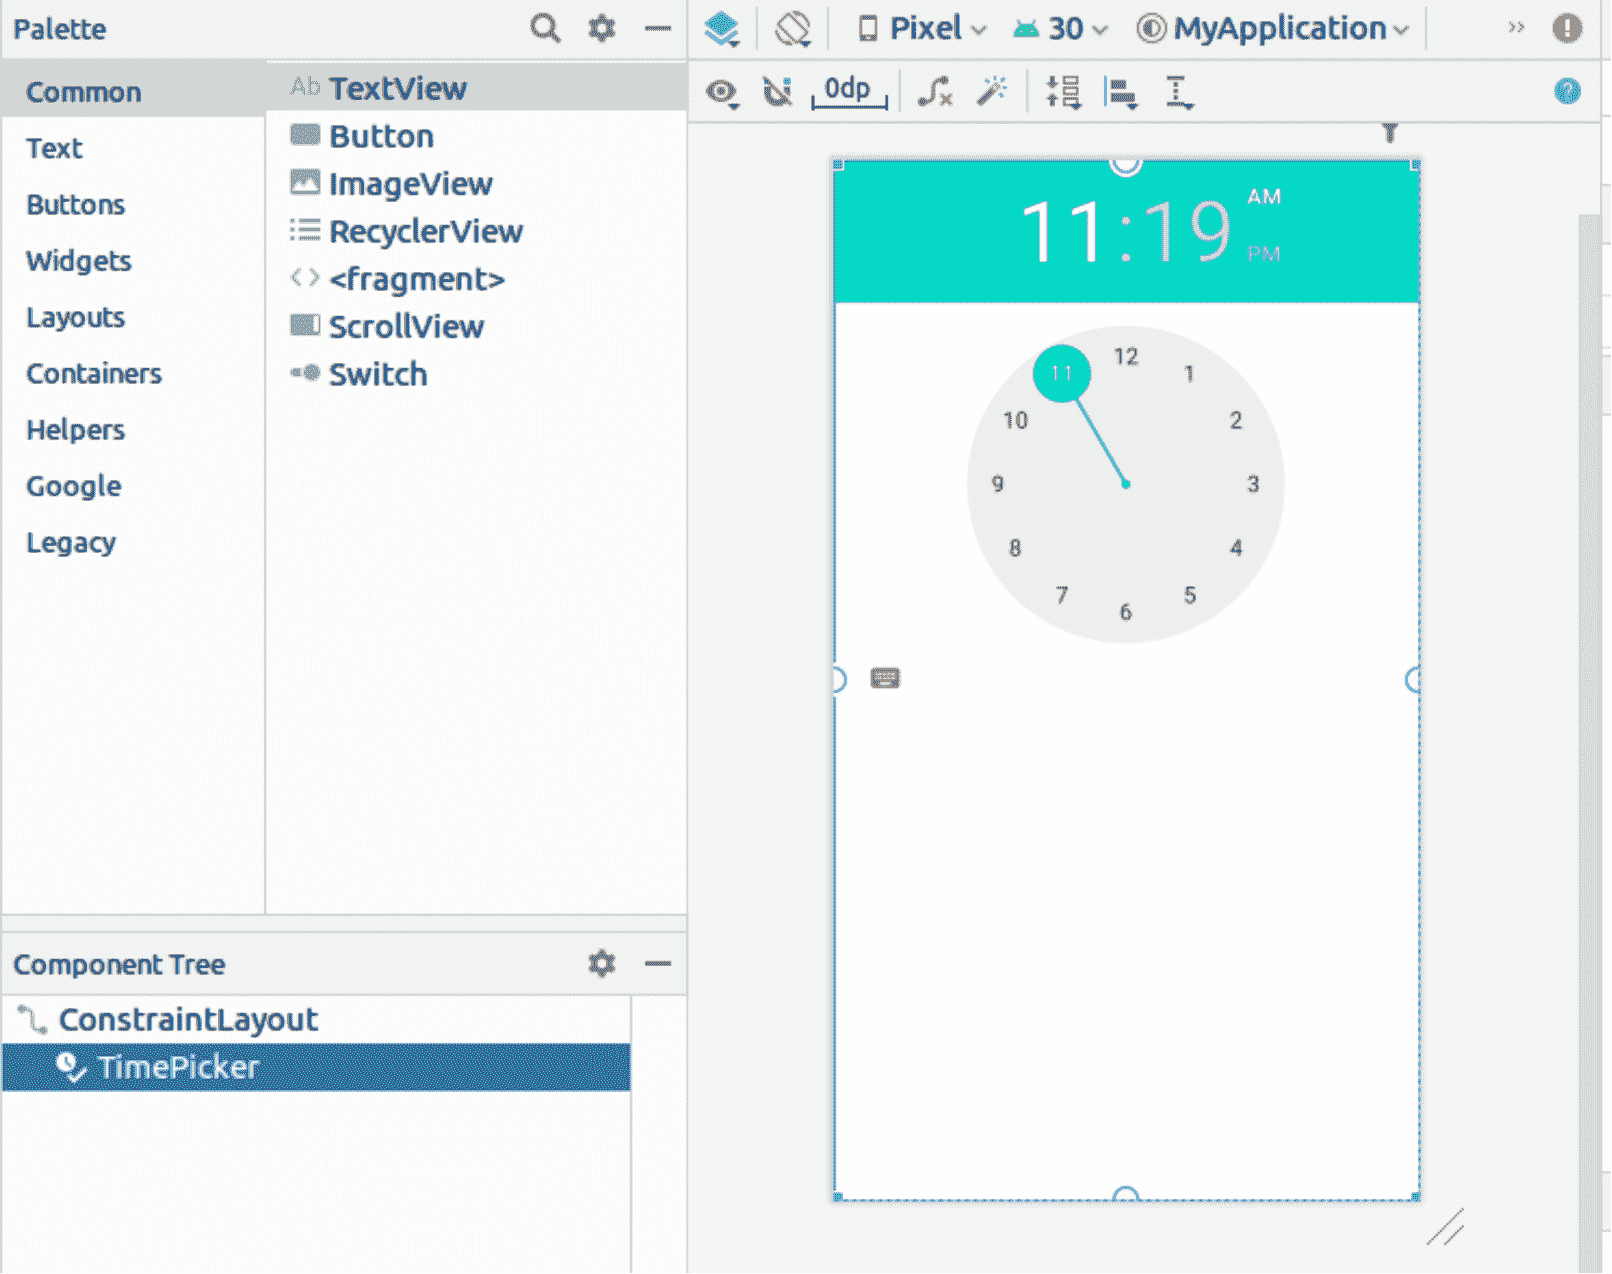 Palette
Common
Text
Buttons
Widgets
Layouts
Containers
Helpers
Google
Legacy
Ab TextView
Button
ImageView
RecyclerView
<fragment>
ScrollView
Switch
Component Tree
ConstraintLayout
TimePicker
Pixel 30 MyApplication »
0dp ?
11:19 AM PM
12
11 1
10 2
9 3
8 4
7 5
6